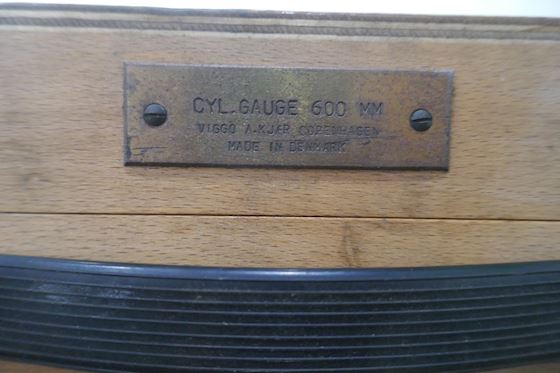 CYL.GAUGE 600 MM
VIGGO A.KJÆR COPENHAGEN
MADE IN DENMARK